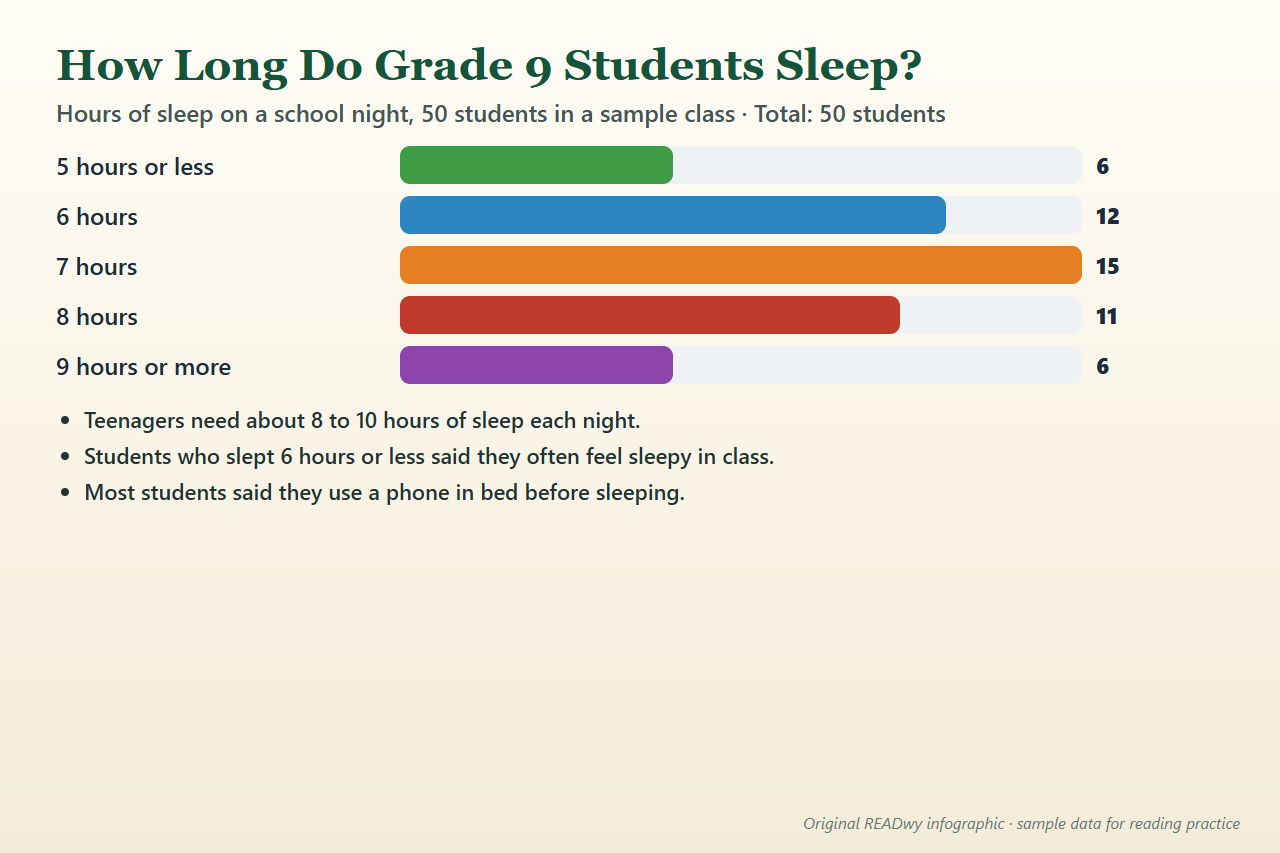 How Long Do Grade 9 Students Sleep?
Hours of sleep on a school night, 50 students in a sample class · Total: 50 students
5 hours or less 6
6 hours 12
7 hours 15
8 hours 11
9 hours or more 6
• Teenagers need about 8 to 10 hours of sleep each night.
• Students who slept 6 hours or less said they often feel sleepy in class.
• Most students said they use a phone in bed before sleeping.
Original READwy infographic · sample data for reading practice